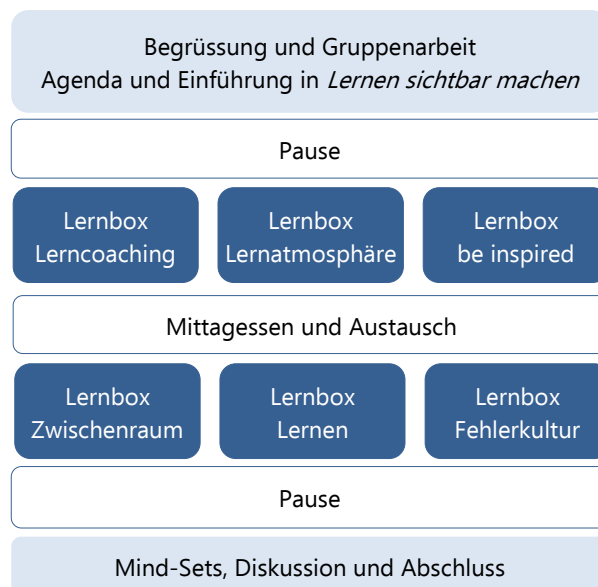 Begrüssung und Gruppenarbeit
Agenda und Einführung in Lernen sichtbar machen
Pause
Lernbox
Lerncoaching
Lernbox
Lernatmosphäre
Lernbox
be inspired
Mittagessen und Austausch
Lernbox
Zwischenraum
Lernbox
Lernen
Lernbox
Fehlerkultur
Pause
Mind-Sets, Diskussion und Abschluss